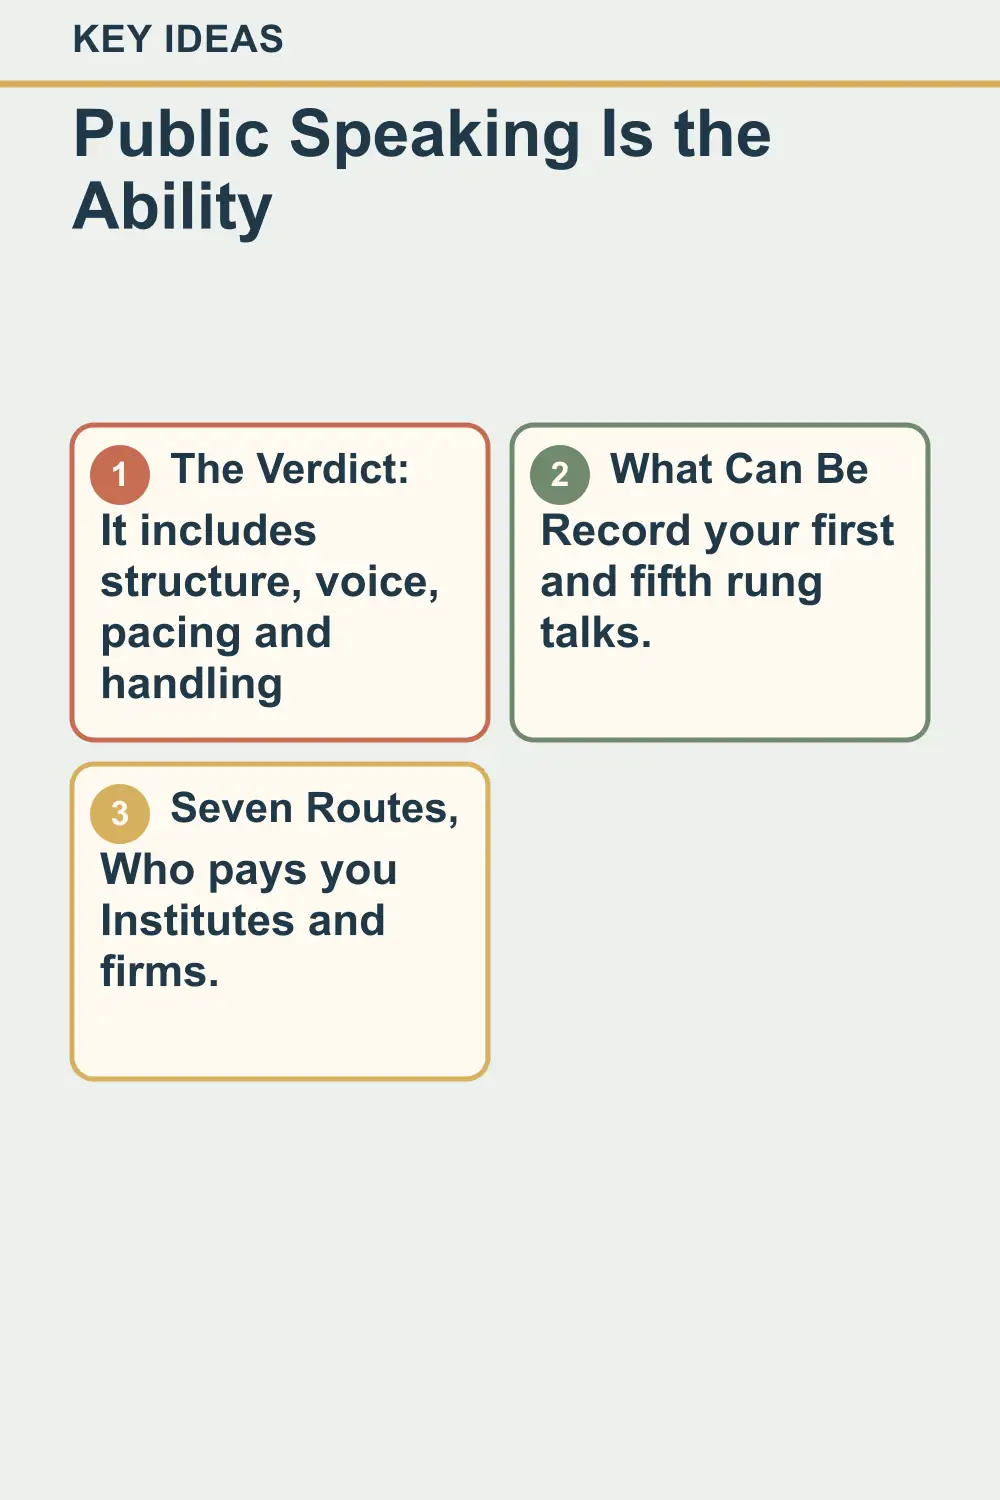 KEY IDEAS
Public Speaking Is the
Ability
1 The Verdict:
It includes
structure, voice,
pacing and
handling
2 What Can Be
Record your first
and fifth rung
talks.
3 Seven Routes,
Who pays you
Institutes and
firms.